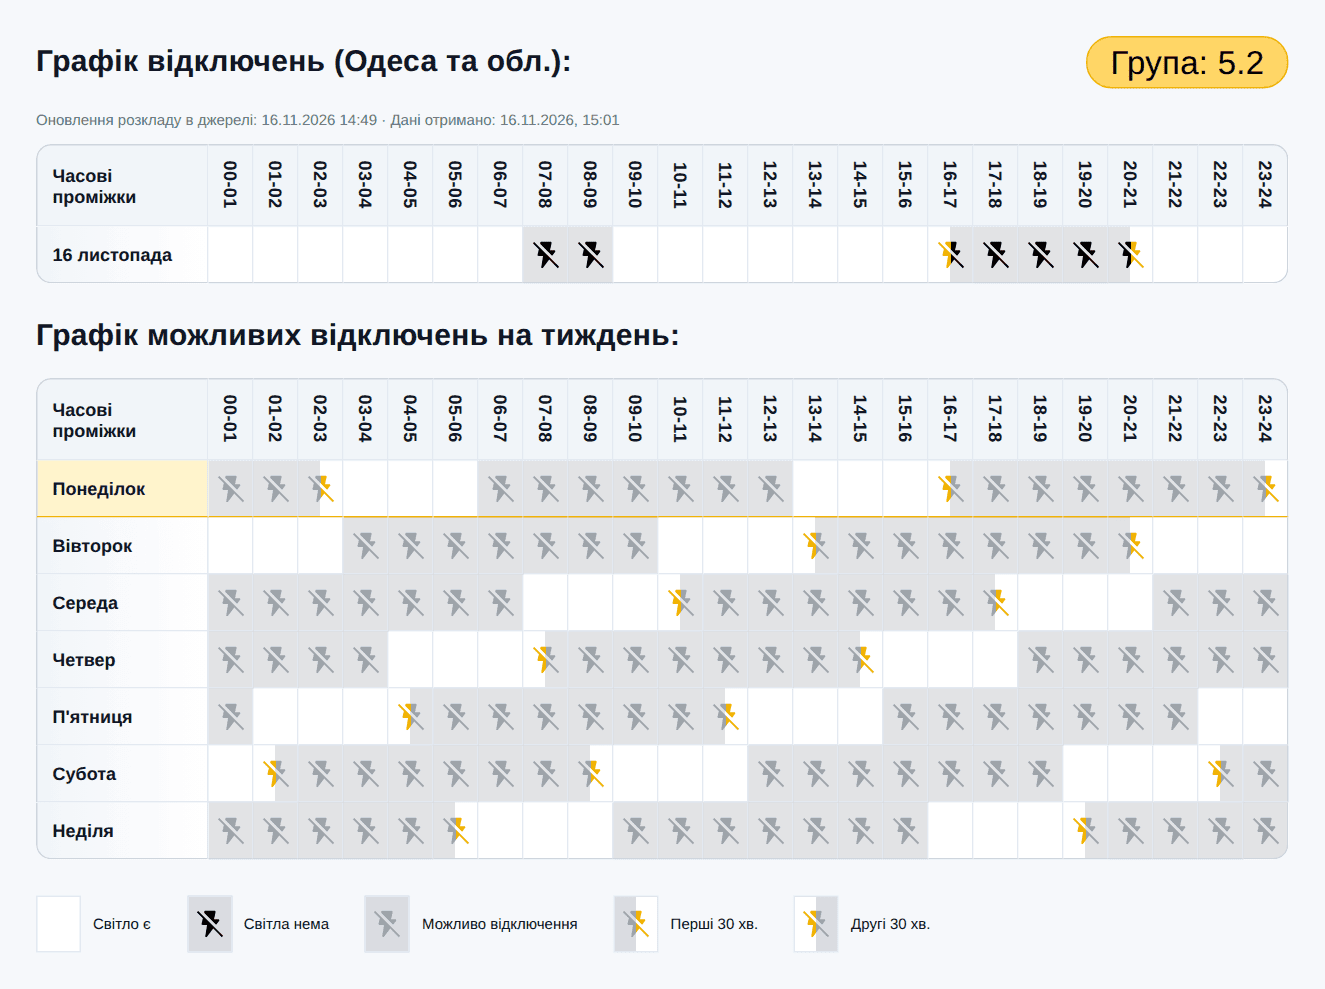 Графік відключень (Одеса та обл.):
Група: 5.2
Оновлення розкладу в джерелі: 16.11.2026 14:49 · Дані отримано: 16.11.2026, 15:01
Часові
проміжки
00-01 01-02 02-03 03-04 04-05 05-06 06-07 07-08 08-09 09-10 10-11 11-12 12-13 13-14 14-15 15-16 16-17 17-18 18-19 19-20 20-21 21-22 22-23 23-24
16 листопада
Графік можливих відключень на тиждень:
Часові
проміжки
00-01 01-02 02-03 03-04 04-05 05-06 06-07 07-08 08-09 09-10 10-11 11-12 12-13 13-14 14-15 15-16 16-17 17-18 18-19 19-20 20-21 21-22 22-23 23-24
Понеділок
Вівторок
Середа
Четвер
П'ятниця
Субота
Неділя
Світло є
Світла нема
Можливо відключення
Перші 30 хв.
Другі 30 хв.